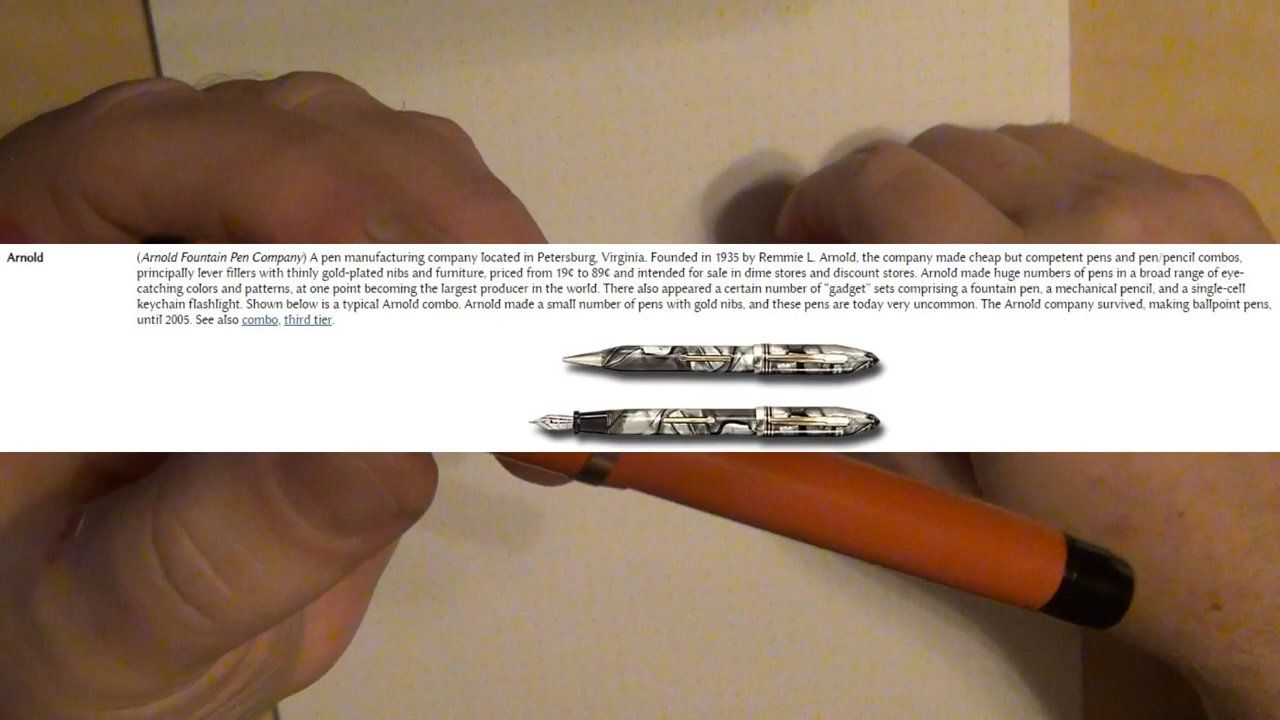 Arnold
(Arnold Fountain Pen Company) A pen manufacturing company located in Petersburg, Virginia. Founded in 1935 by Remmie L. Arnold, the company made cheap but competent pens and pen/pencil combos,
principally lever fillers with thinly gold-plated nibs and furniture, priced from 19¢ to 89¢ and intended for sale in dime stores and discount stores. Arnold made huge numbers of pens in a broad range of eye-
catching colors and patterns, at one point becoming the largest producer in the world. There also appeared a certain number of “gadget” sets comprising a fountain pen, a mechanical pencil, and a single-cell
keychain flashlight. Shown below is a typical Arnold combo. Arnold made a small number of pens with gold nibs, and these pens are today very uncommon. The Arnold company survived, making ballpoint pens,
until 2005. See also combo, third tier.